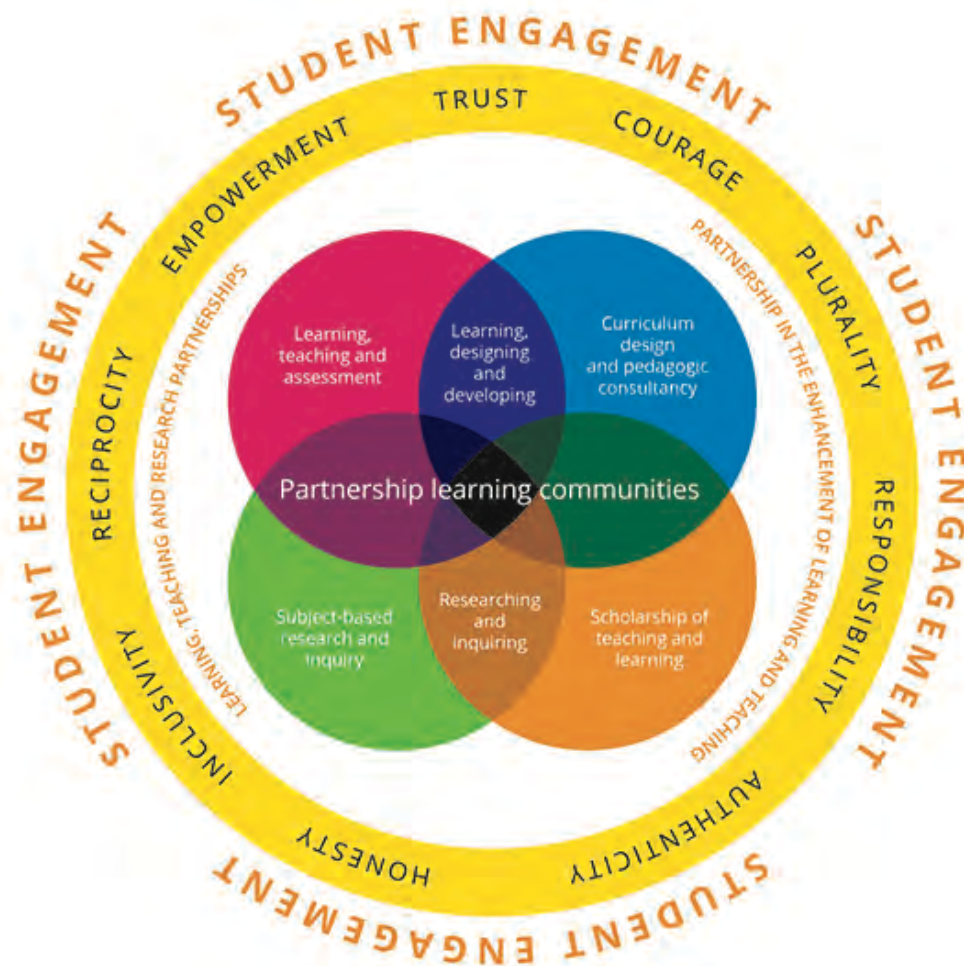 STUDENT ENGAGEMENT
STUDENT ENGAGEMENT
STUDENT ENGAGEMENT
STUDENT ENGAGEMENT
TRUST
COURAGE
PLURALITY
RESPONSIBILITY
AUTHENTICITY
HONESTY
INCLUSIVITY
RECIPROCITY
EMPOWERMENT
LEARNING, TEACHING AND RESEARCH PARTNERSHIPS
PARTNERSHIP IN THE ENHANCEMENT OF LEARNING AND TEACHING
Learning,
teaching and
assessment
Learning,
designing
and
developing
Curriculum
design
and pedagogic
consultancy
Partnership learning communities
Subject-based
research and
inquiry
Researching
and
inquiring
Scholarship of
teaching and
learning